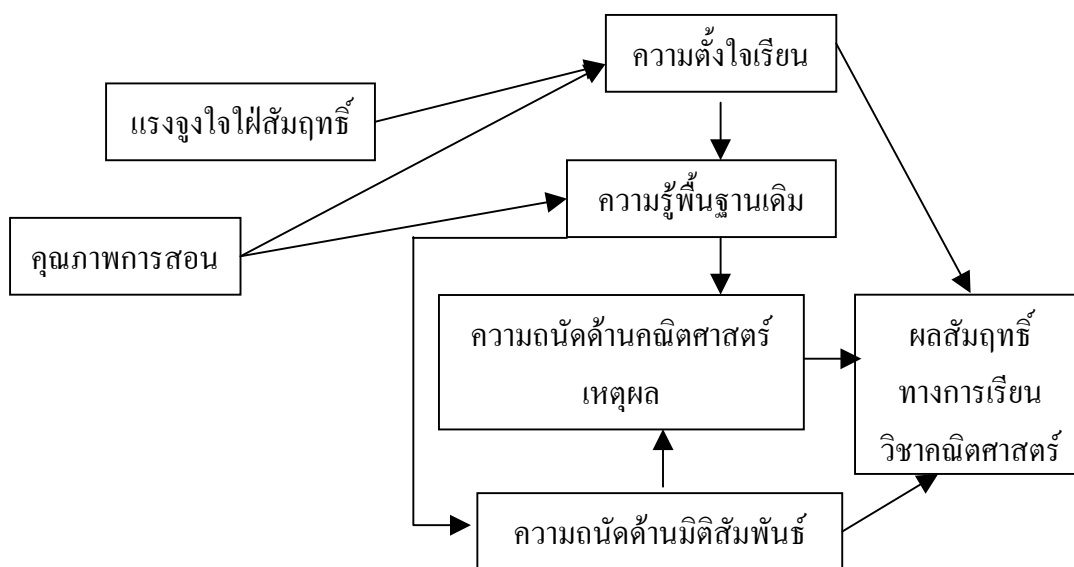 ความตั้งใจเรียน
แรงจูงใจใฝ่สัมฤทธิ์
ความรู้พื้นฐานเดิม
คุณภาพการสอน
ความถนัดด้านคณิตศาสตร์
เหตุผล
ผลสัมฤทธิ์
ทางการเรียน
วิชาคณิตศาสตร์
ความถนัดด้านมิติสัมพันธ์